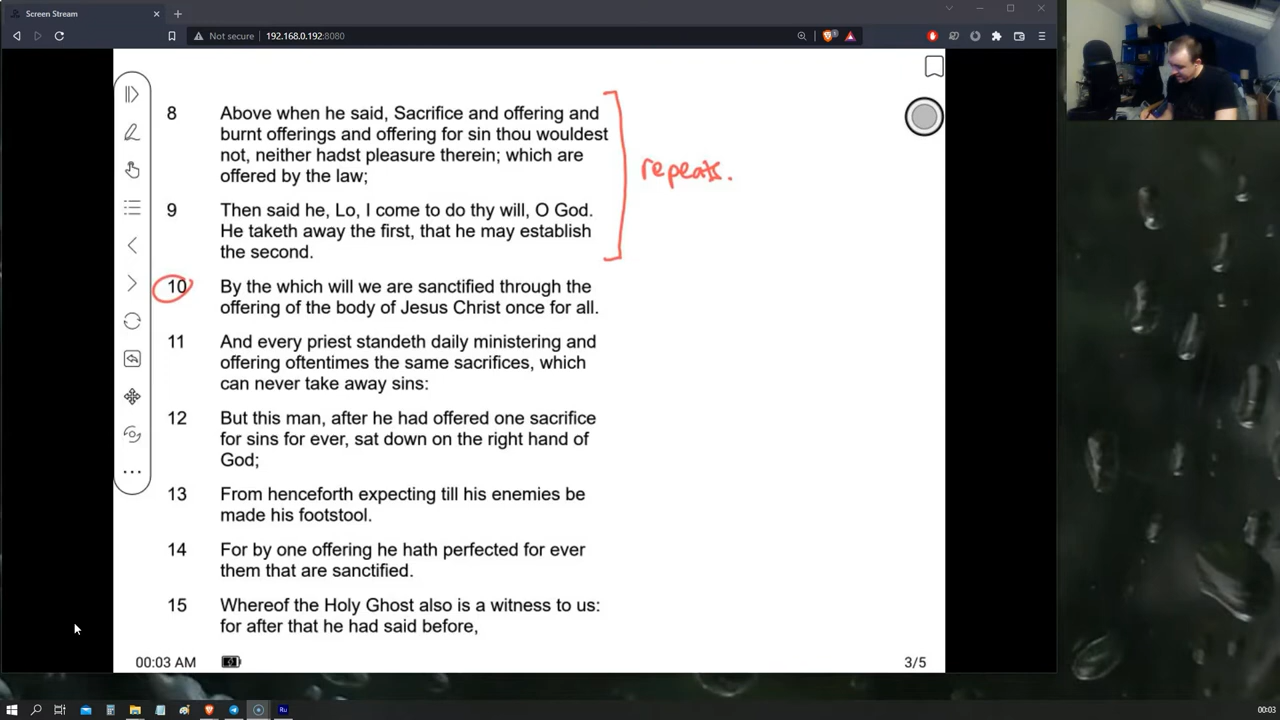 Screen Stream
Not secure
192.168.0.192:8080
8 Above when he said, Sacrifice and offering and
burnt offerings and offering for sin thou wouldest
not, neither hadst pleasure therein; which are
offered by the law;
repeats.
9 Then said he, Lo, I come to do thy will, O God.
He taketh away the first, that he may establish
the second.
10 By the which will we are sanctified through the
offering of the body of Jesus Christ once for all.
11 And every priest standeth daily ministering and
offering oftentimes the same sacrifices, which
can never take away sins:
12 But this man, after he had offered one sacrifice
for sins for ever, sat down on the right hand of
God;
13 From henceforth expecting till his enemies be
made his footstool.
14 For by one offering he hath perfected for ever
them that are sanctified.
15 Whereof the Holy Ghost also is a witness to us:
for after that he had said before,
00:03 AM
3/5
Ru
00:03